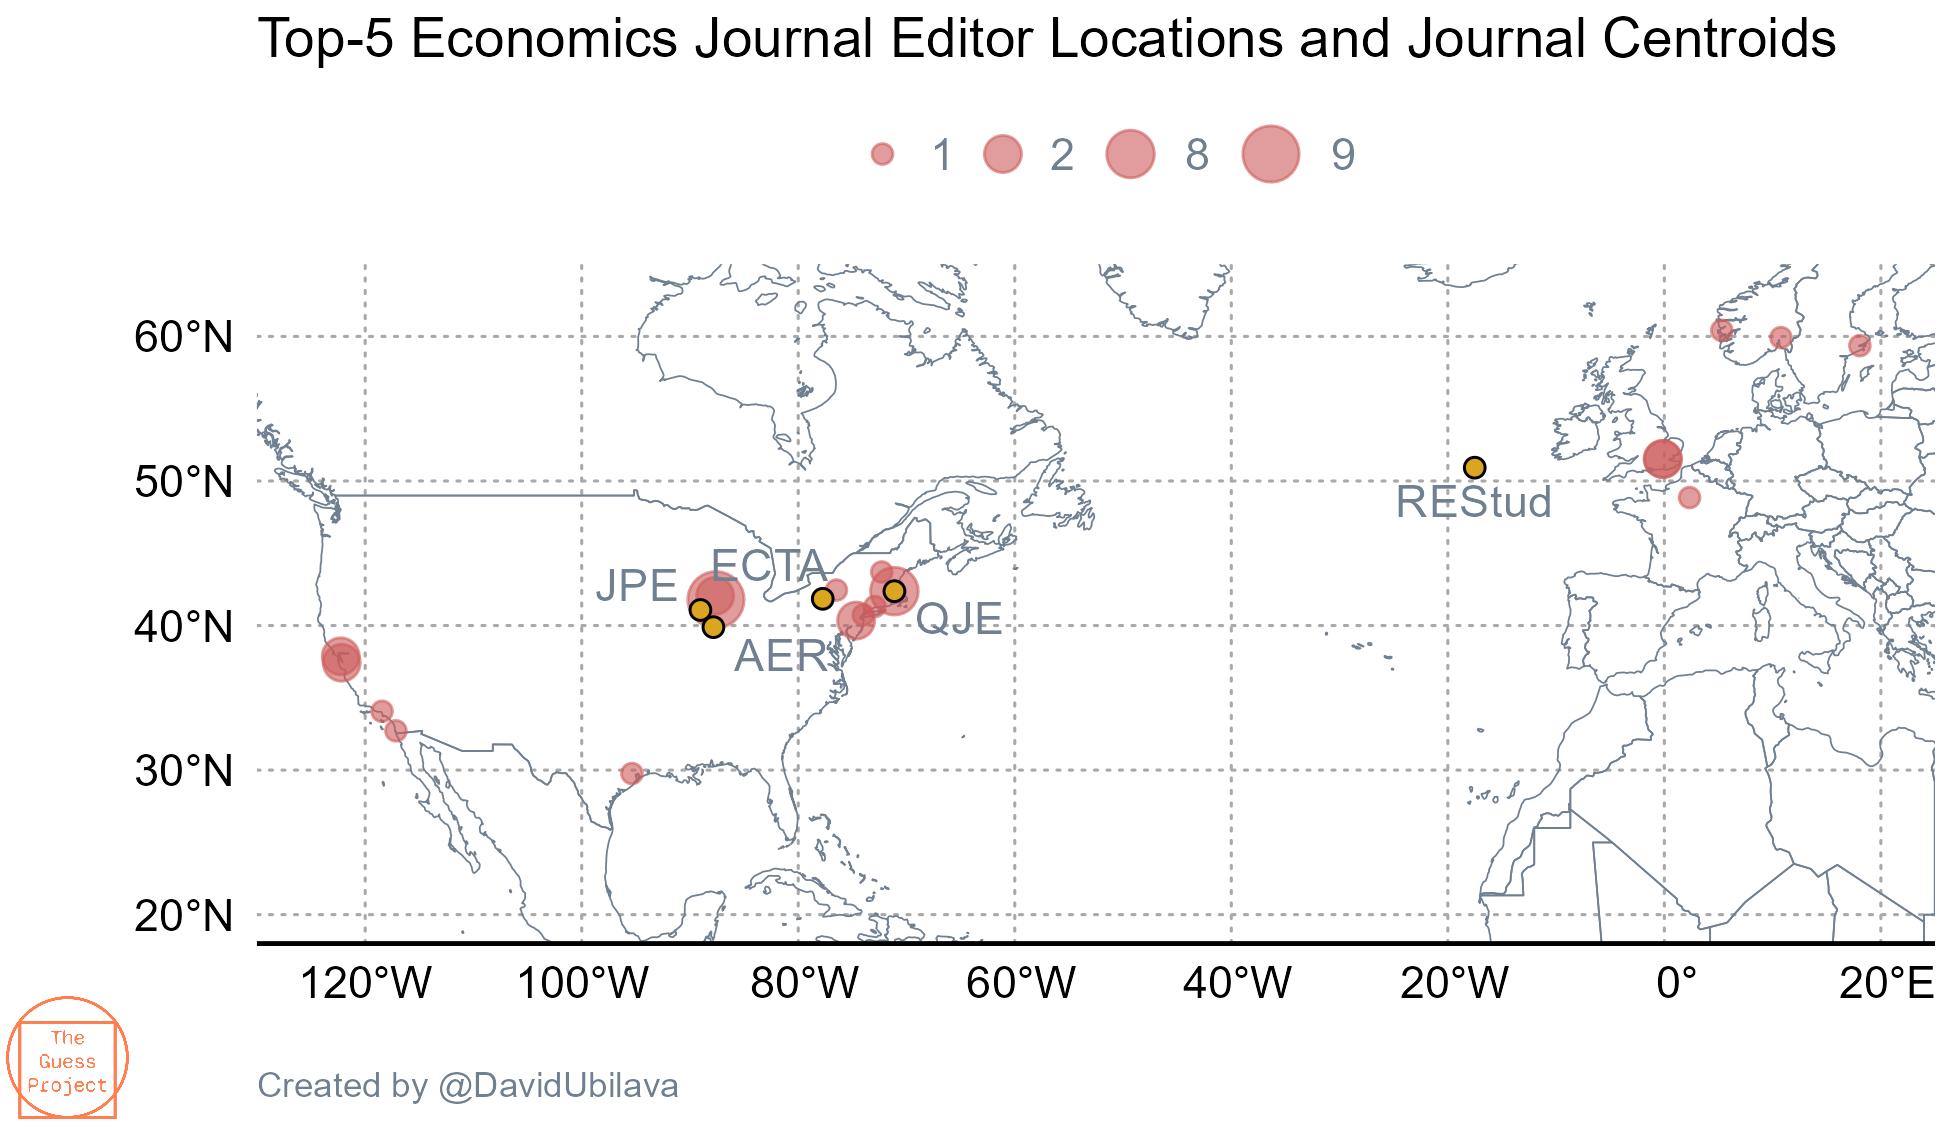 Top-5 Economics Journal Editor Locations and Journal Centroids
1 2 8 9
60°N
50°N
REStud
ECTA
JPE
40°N
QJE
AER
30°N
20°N
120°W 100°W 80°W 60°W 40°W 20°W 0° 20°E
The
Guess
Project
Created by @DavidUbilava